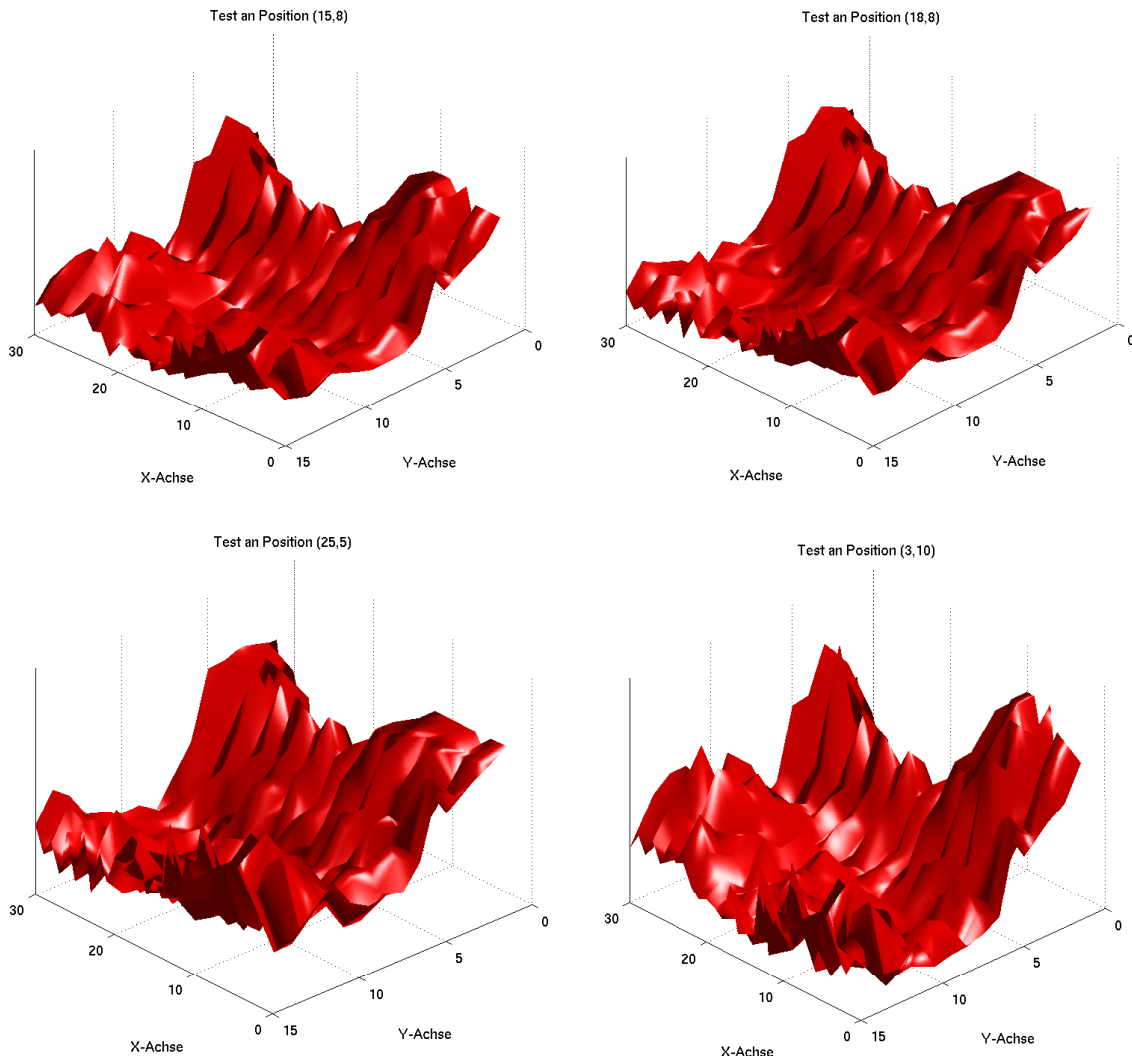 Test an Position (15,8)
30
20
10
0
15
10
5
0
X-Achse
Y-Achse
Test an Position (18,8)
30
20
10
0
15
10
5
0
X-Achse
Y-Achse
Test an Position (25,5)
30
20
10
0
15
10
5
0
X-Achse
Y-Achse
Test an Position (3,10)
30
20
10
0
15
10
5
0
X-Achse
Y-Achse